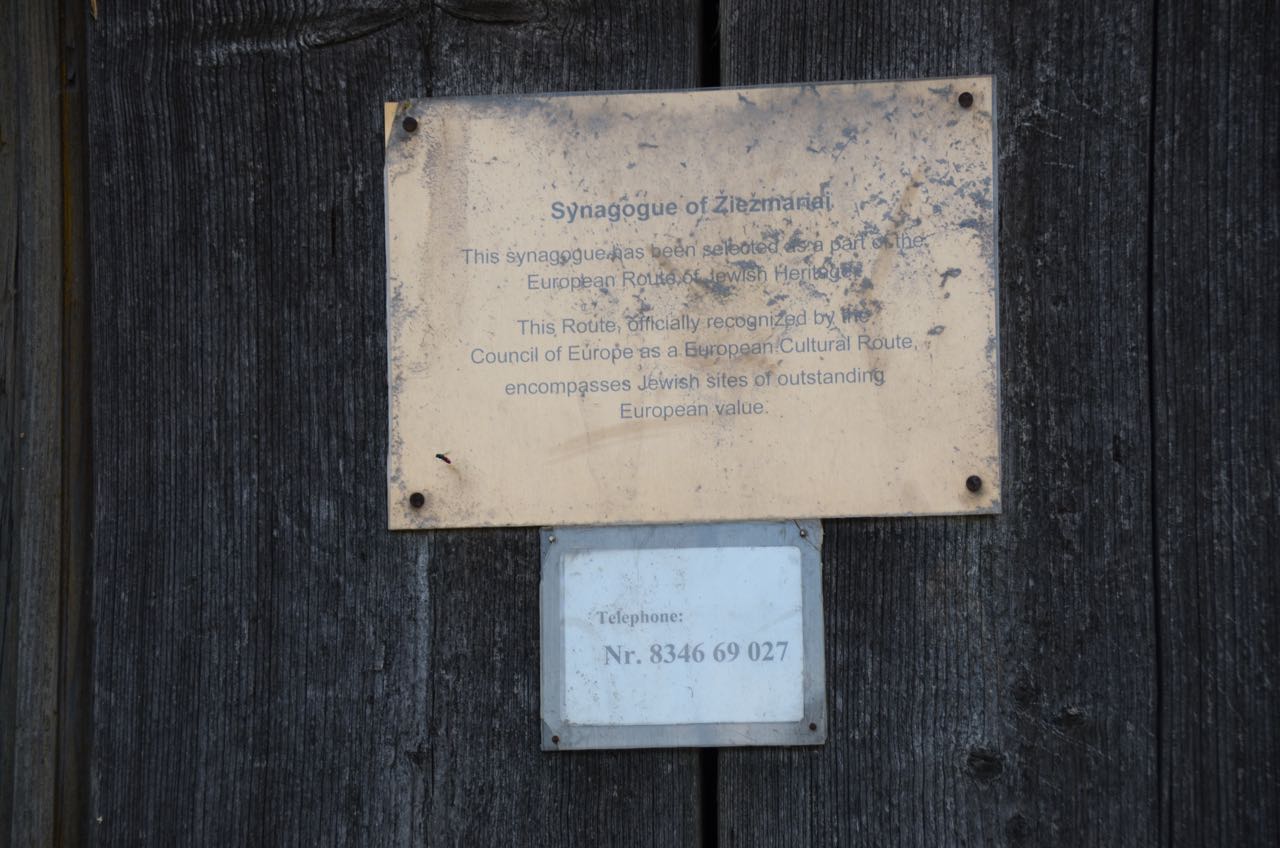 Synagogue of Žiežmariai
This synagogue has been selected as a part of the
European Route of Jewish Heritage.
This Route, officially recognized by the
Council of Europe as a European Cultural Route,
encompasses Jewish sites of outstanding
European value.
Telephone:
Nr. 8346 69 027